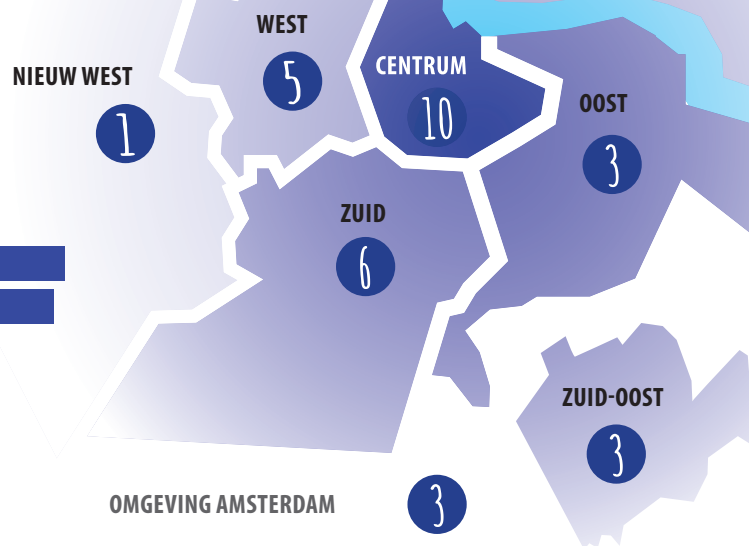 WEST
5
NIEUW WEST
1
CENTRUM
10
OOST
3
ZUID
6
ZUID-OOST
3
OMGEVING AMSTERDAM
3